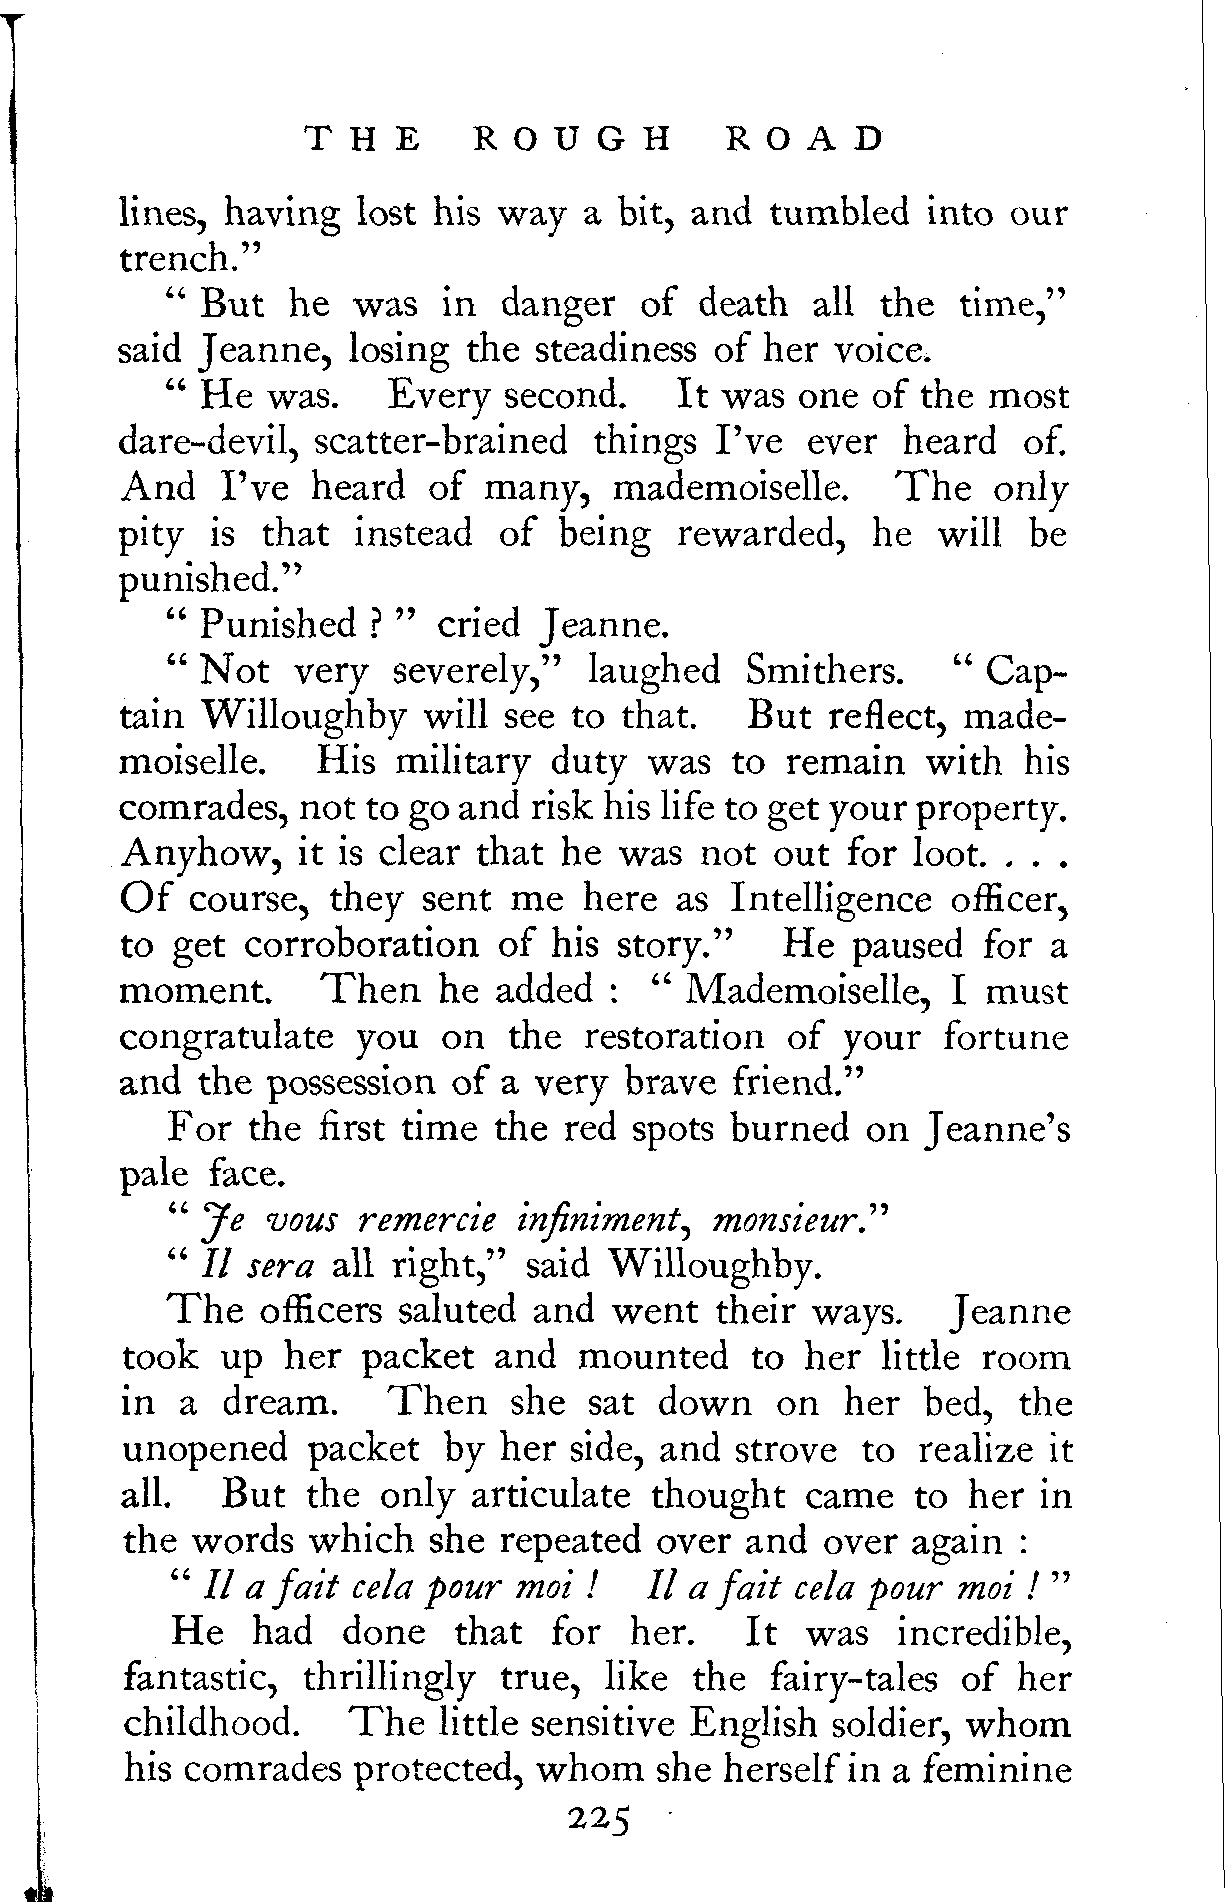 THE ROUGH ROAD
lines, having lost his way a bit, and tumbled into our
trench."
" But he was in danger of death all the time,"
said Jeanne, losing the steadiness of her voice.
" He was. Every second. It was one of the most
dare-devil, scatter-brained things I've ever heard of.
And I've heard of many, mademoiselle. The only
pity is that instead of being rewarded, he will be
punished."
" Punished ? " cried Jeanne.
" Not very severely," laughed Smithers. " Cap-
tain Willoughby will see to that. But reflect, made-
moiselle. His military duty was to remain with his
comrades, not to go and risk his life to get your property.
Anyhow, it is clear that he was not out for loot. . . .
Of course, they sent me here as Intelligence officer,
to get corroboration of his story." He paused for a
moment. Then he added : " Mademoiselle, I must
congratulate you on the restoration of your fortune
and the possession of a very brave friend."
For the first time the red spots burned on Jeanne's
pale face.
" Je vous remercie infiniment, monsieur."
" Il sera all right," said Willoughby.
The officers saluted and went their ways. Jeanne
took up her packet and mounted to her little room
in a dream. Then she sat down on her bed, the
unopened packet by her side, and strove to realize it
all. But the only articulate thought came to her in
the words which she repeated over and over again :
" Il a fait cela pour moi ! Il a fait cela pour moi ! "
He had done that for her. It was incredible,
fantastic, thrillingly true, like the fairy-tales of her
childhood. The little sensitive English soldier, whom
his comrades protected, whom she herself in a feminine
225